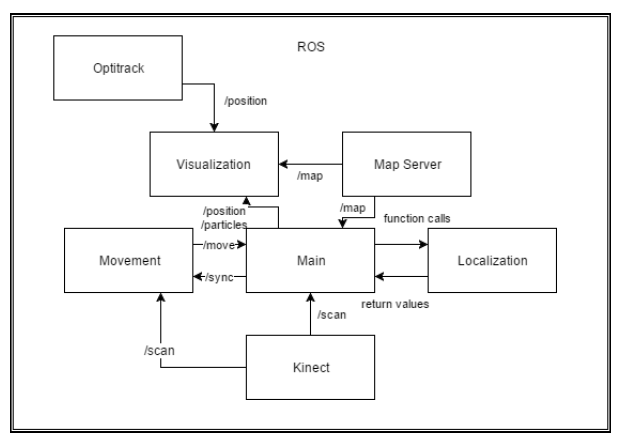 ROS
Optitrack
/position
Visualization
Map Server
/map
/position
/particles
/map
function calls
Movement
/move
Main
Localization
/sync
return values
/scan
/scan
Kinect